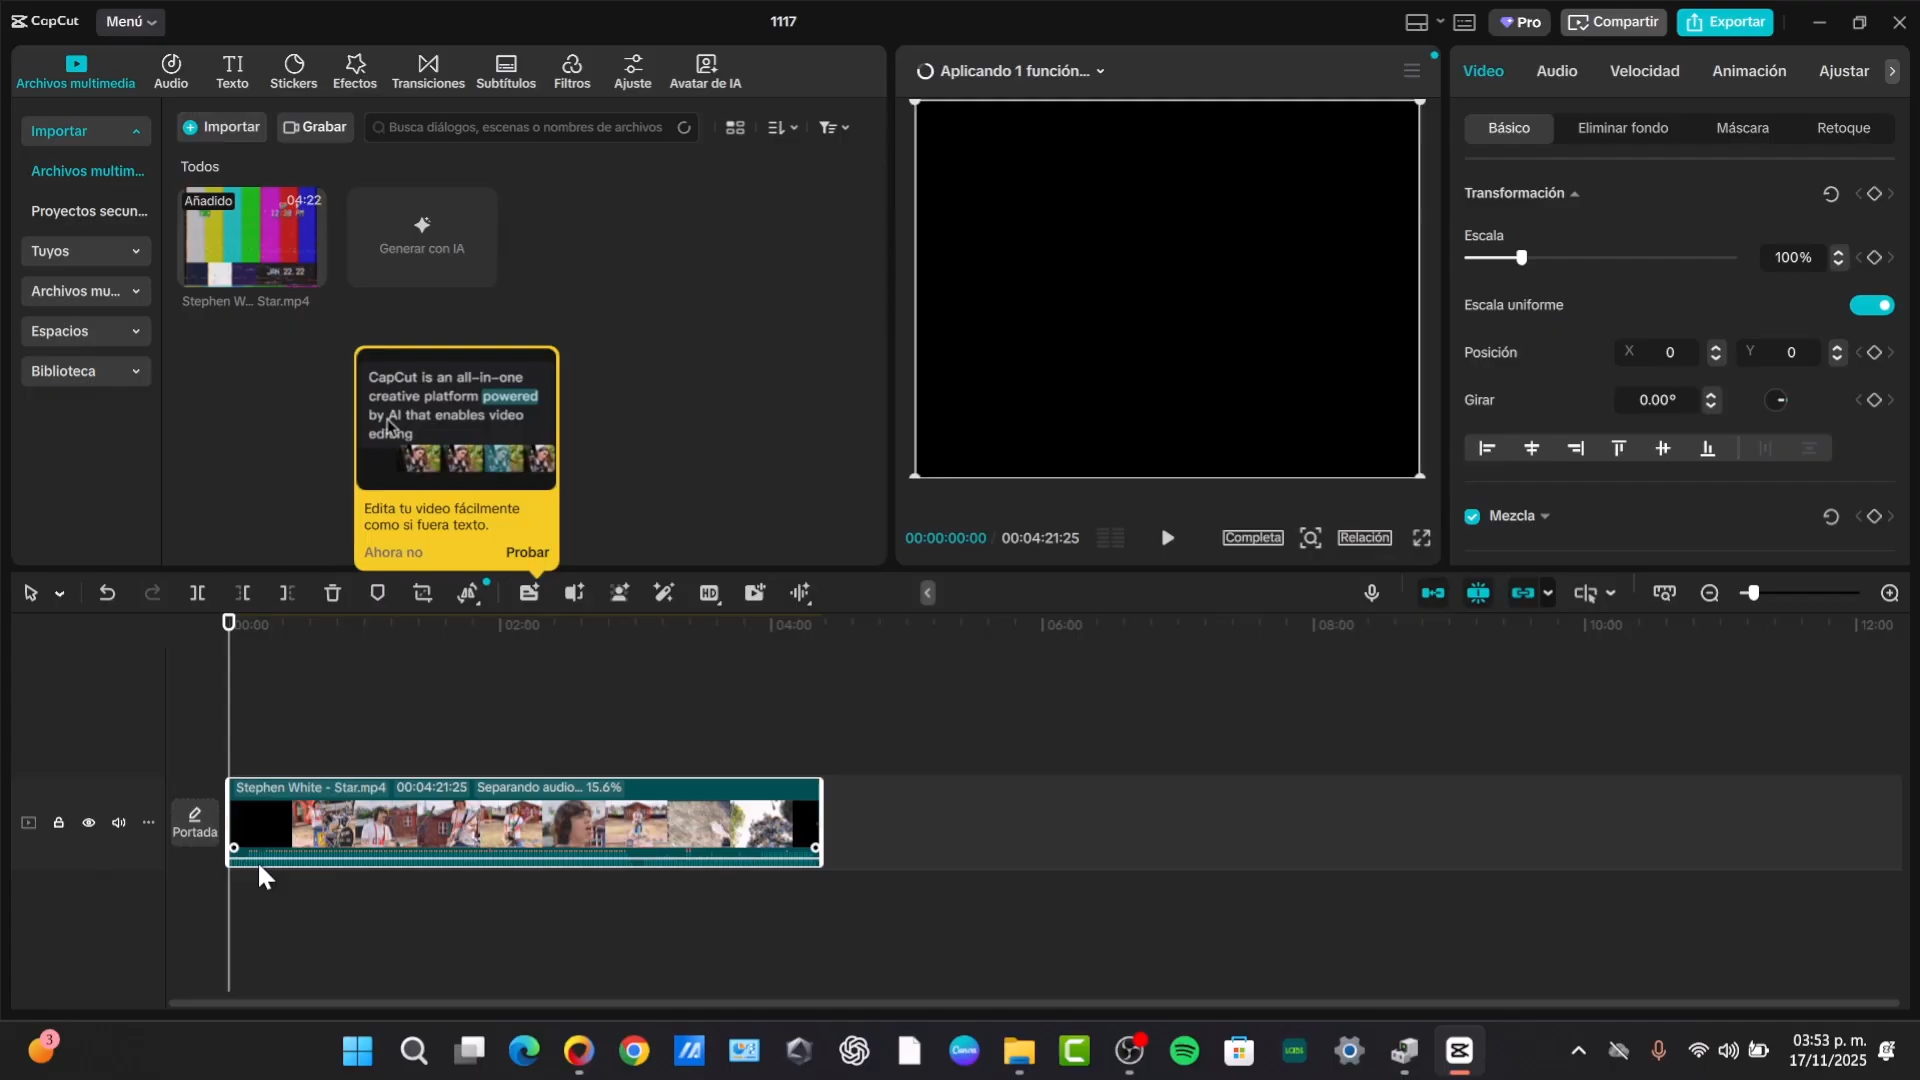 CapCut
Menú
1117
Pro
Compartir
Exportar
Archivos multimedia
Audio
Texto
Stickers
Efectos
Transiciones
Subtítulos
Filtros
Ajuste
Avatar de IA
Importar
Archivos multim...
Proyectos secun...
Tuyos
Archivos mu...
Espacios
Biblioteca
Importar
Grabar
Busca diálogos, escenas o nombres de archivos
Todos
Añadido
04:22
JAN 22 22
Stephen W... Star.mp4
Generar con IA
CapCut is an all-in-one
creative platform powered
by AI that enables video
editing
Edita tu video fácilmente
como si fuera texto.
Ahora no
Probar
Aplicando 1 función...
00:00:00:00
00:04:21:25
Completa
Relación
Video
Audio
Velocidad
Animación
Ajustar
Básico
Eliminar fondo
Máscara
Retoque
Transformación
Escala
100%
Escala uniforme
Posición
X 0
Y 0
Girar
0.00°
Mezcla
HD
00:00
02:00
04:00
06:00
08:00
10:00
12:00
Portada
Stephen White - Star.mp4 00:04:21:25 Separando audio... 15.6%
3
Canva
03:53 p. m.
17/11/2025